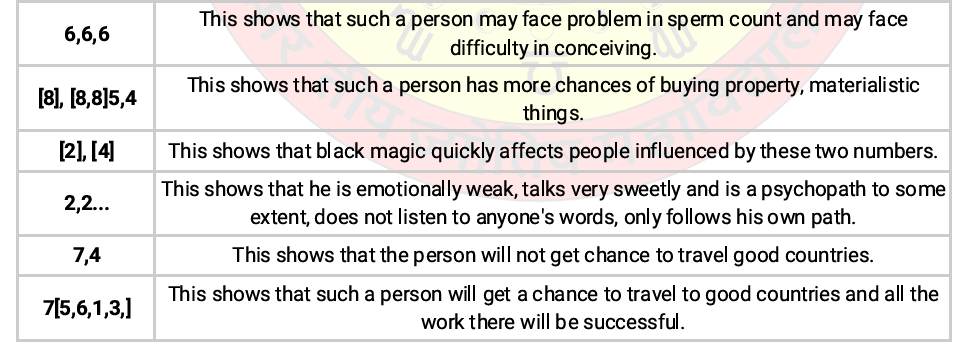 6,6,6
This shows that such a person may face problem in sperm count and may face
difficulty in conceiving.
[8], [8,8]5,4
This shows that such a person has more chances of buying property, materialistic
things.
[2], [4]
This shows that black magic quickly affects people influenced by these two numbers.
2,2...
This shows that he is emotionally weak, talks very sweetly and is a psychopath to some
extent, does not listen to anyone's words, only follows his own path.
7,4
This shows that the person will not get chance to travel good countries.
7[5,6,1,3,]
This shows that such a person will get a chance to travel to good countries and all the
work there will be successful.